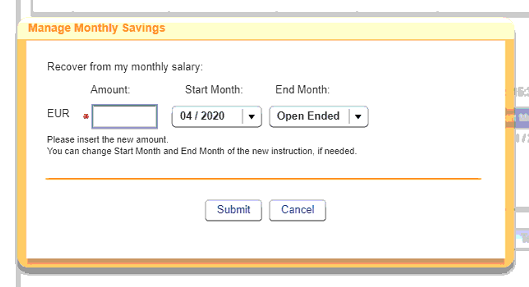 Manage Monthly Savings
Recover from my monthly salary:
Amount: Start Month: End Month:
EUR * 04 / 2020 Open Ended
Please insert the new amount.
You can change Start Month and End Month of the new instruction, if needed.
Submit Cancel